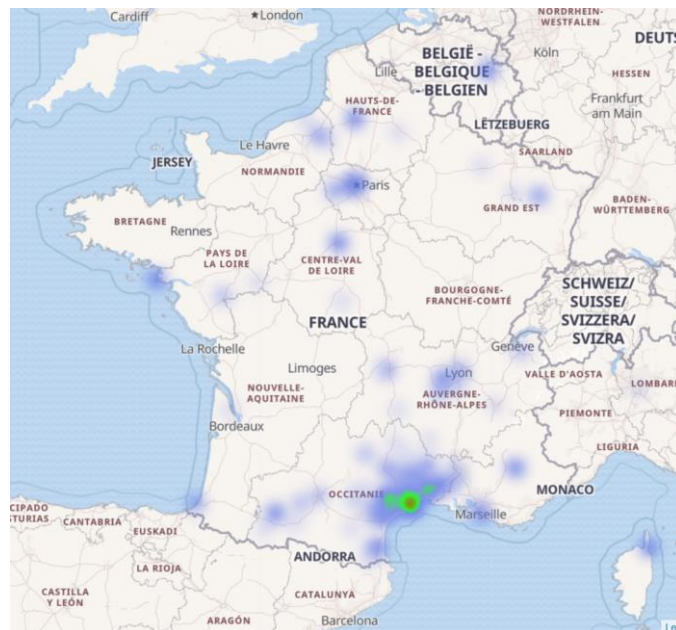 NORDRHEIN-
WESTFALEN
Cardiff
London
DEUTS
BELGIË -
BELGIQUE
- BELGIEN
Köln
Lille
HESSEN
HAUTS-DE-
FRANCE
Frankfurt
am Main
LËTZEBUERG
Le Havre
JERSEY
SAARLAND
NORMANDIE
Paris
BADEN-
WÜRTTEMBERG
GRAND EST
BRETAGNE
Rennes
PAYS DE
LA LOIRE
CENTRE-VAL
DE LOIRE
BOURGOGNE-
FRANCHE-COMTÉ
SCHWEIZ/
SUISSE/
SVIZZERA/
SVIZRA
FRANCE
La Rochelle
Genève
Limoges
Lyon
VALLE D'AOSTA
LOMBARD
NOUVELLE-
AQUITAINE
AUVERGNE-
RHÔNE-ALPES
PIEMONTE
Bordeaux
LIGURIA
OCCITANIE
MONACO
Marseille
CIPADO
STURIAS
CANTABRIA
EUSKADI
ANDORRA
LA RIOJA
CASTILLA
Y LEÓN
CATALUNYA
ARAGÓN
Barcelona
Le